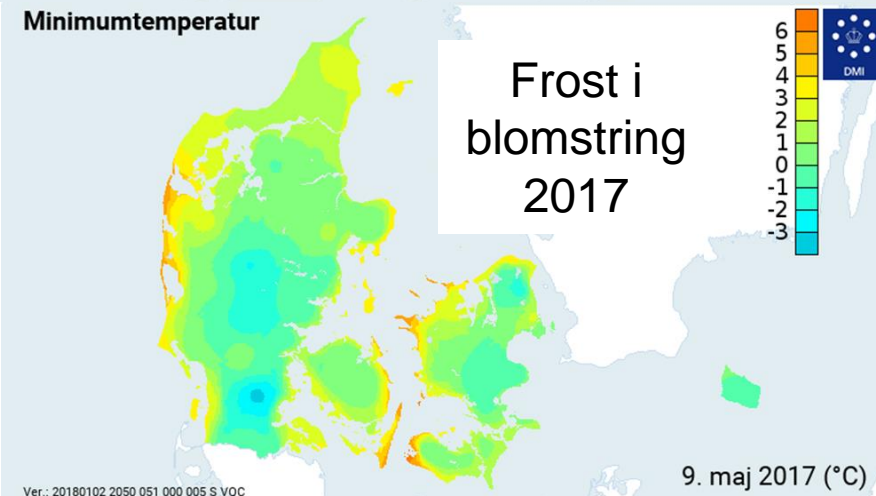 Minimumtemperatur
Frost i
blomstring
2017
6
5
4
3
2
1
0
-1
-2
-3
DMI
9. maj 2017 (°C)
Ver.: 20180102 2050 051 000 005 S VOC